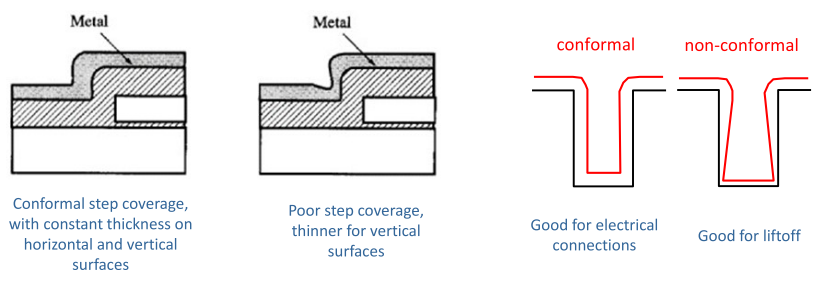 Metal
Conformal step coverage,
with constant thickness on
horizontal and vertical
surfaces
Metal
Poor step coverage,
thinner for vertical
surfaces
conformal
Good for electrical
connections
non-conformal
Good for liftoff